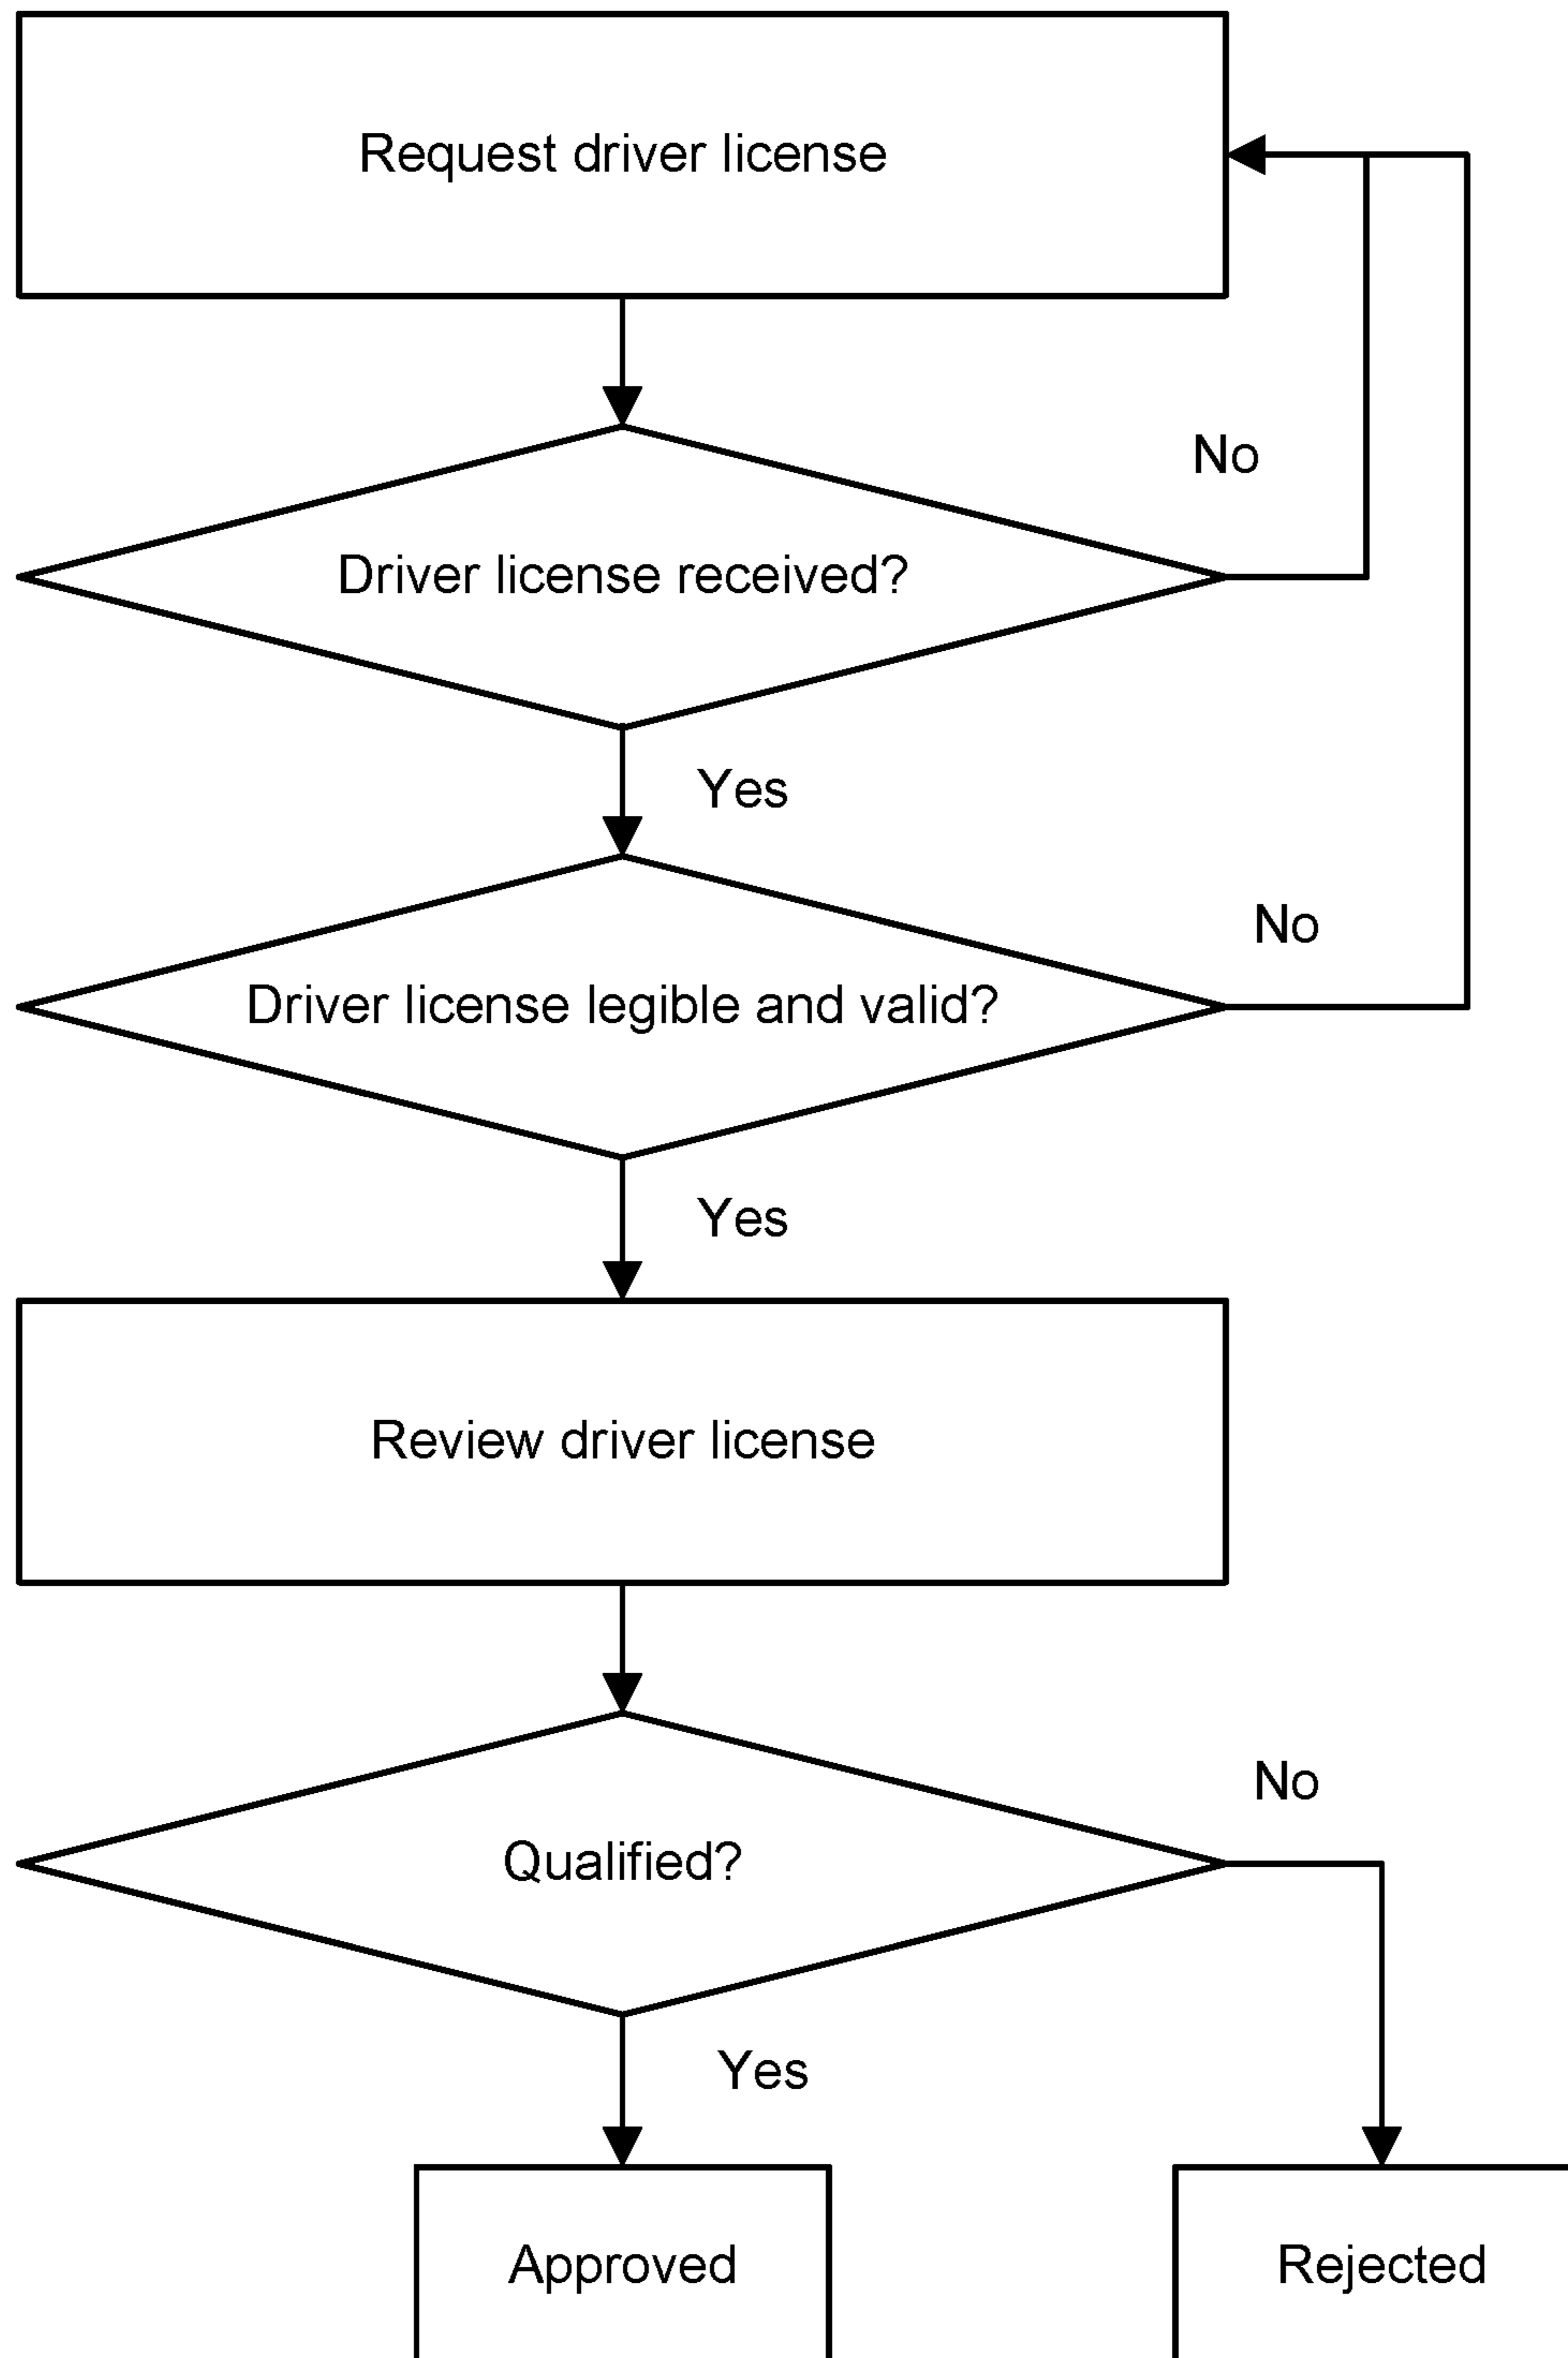 Request driver license
No
Driver license received?
Yes
No
Driver license legible and valid?
Yes
Review driver license
No
Qualified?
Yes
Approved
Rejected